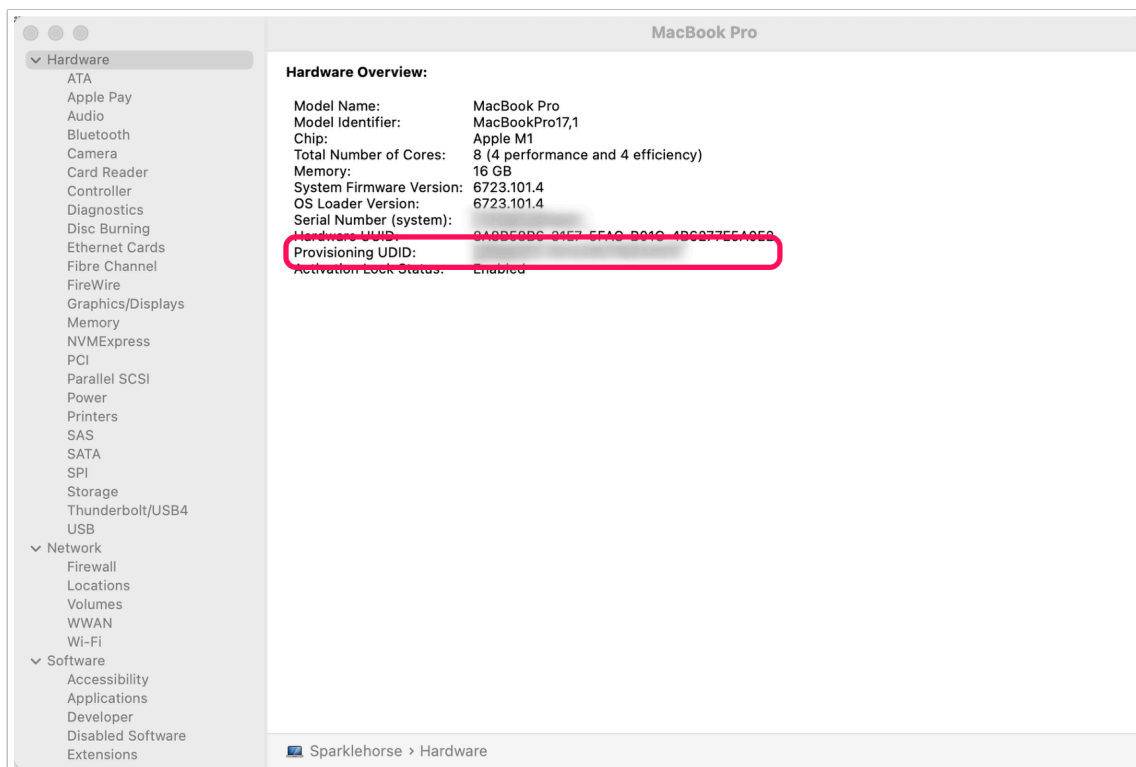 MacBook Pro
Hardware
ATA
Apple Pay
Audio
Bluetooth
Camera
Card Reader
Controller
Diagnostics
Disc Burning
Ethernet Cards
Fibre Channel
FireWire
Graphics/Displays
Memory
NVMExpress
PCI
Parallel SCSI
Power
Printers
SAS
SATA
SPI
Storage
Thunderbolt/USB4
USB
Network
Firewall
Locations
Volumes
WWAN
Wi-Fi
Software
Accessibility
Applications
Developer
Disabled Software
Extensions
Hardware Overview:
Model Name: MacBook Pro
Model Identifier: MacBookPro17,1
Chip: Apple M1
Total Number of Cores: 8 (4 performance and 4 efficiency)
Memory: 16 GB
System Firmware Version: 6723.101.4
OS Loader Version: 6723.101.4
Serial Number (system):
Hardware UUID:
Provisioning UDID:
Activation Lock Status: Enabled
Sparklehorse › Hardware